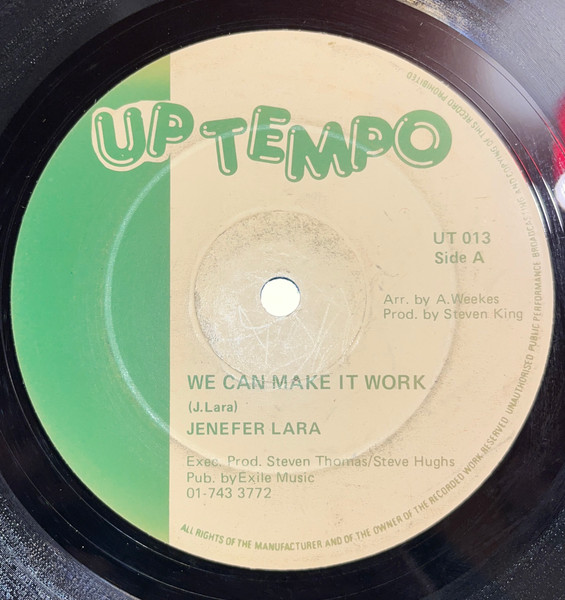 UP TEMPO
UT 013
Side A
Arr. by A.Weekes
Prod. by Steven King
WE CAN MAKE IT WORK
(J.Lara)
JENEFER LARA
Exec. Prod. Steven Thomas/Steve Hughs
Pub. by Exile Music
01-743 3772
ALL RIGHTS OF THE MANUFACTURER AND OF THE OWNER OF THE RECORDED WORK RESERVED UNAUTHORISED PUBLIC PERFORMANCE BROADCASTING AND COPYING OF THIS RECORD PROHIBITED